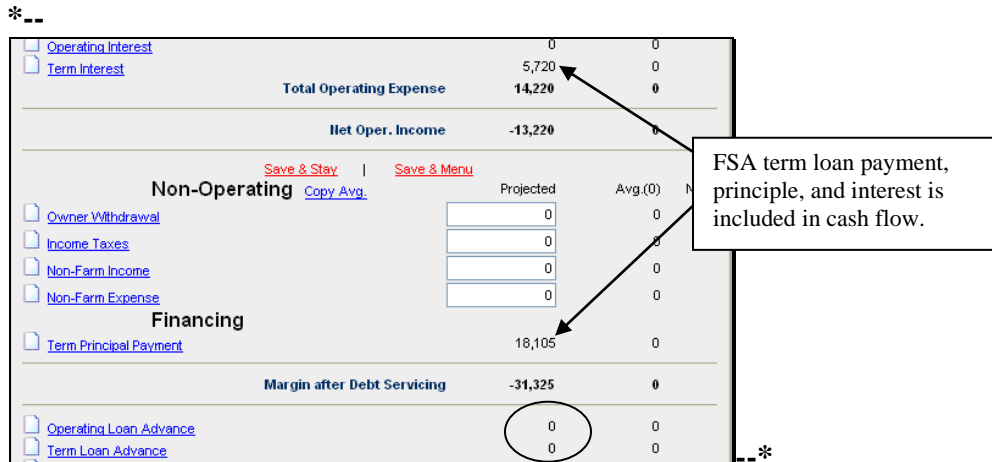 *--
Operating Interest 0 0
Term Interest 5,720 0
Total Operating Expense 14,220 0
Net Oper. Income -13,220 0
FSA term loan payment,
principle, and interest is
included in cash flow.
Save & Stay | Save & Menu
Non-Operating Copy Avg. Projected Avg.(0) N
Owner Withdrawal 0 0
Income Taxes 0 0
Non-Farm Income 0 0
Non-Farm Expense 0 0
Financing
Term Principal Payment 18,105 0
Margin after Debt Servicing -31,325 0
Operating Loan Advance 0 0
Term Loan Advance 0 0
--*